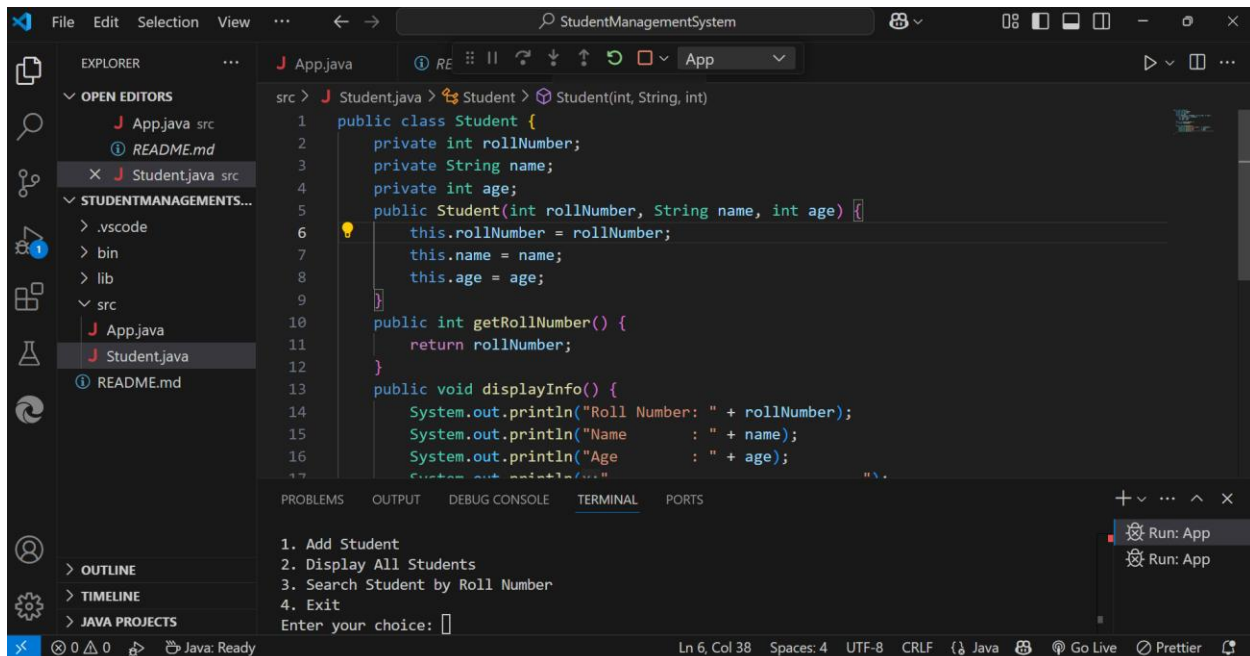 File Edit Selection View ··· StudentManagementSystem
EXPLORER ···
OPEN EDITORS
App.java src
README.md
Student.java src
STUDENTMANAGEMENTS...
.vscode
bin
lib
src
App.java
Student.java
README.md
OUTLINE
TIMELINE
JAVA PROJECTS
1
App.java RE App
src > Student.java > Student > Student(int, String, int)
1 public class Student {
2 private int rollNumber;
3 private String name;
4 private int age;
5 public Student(int rollNumber, String name, int age) {
6 this.rollNumber = rollNumber;
7 this.name = name;
8 this.age = age;
9 }
10 public int getRollNumber() {
11 return rollNumber;
12 }
13 public void displayInfo() {
14 System.out.println("Roll Number: " + rollNumber);
15 System.out.println("Name       : " + name);
16 System.out.println("Age        : " + age);
17 System.out.println(
PROBLEMS OUTPUT DEBUG CONSOLE TERMINAL PORTS
1. Add Student
2. Display All Students
3. Search Student by Roll Number
4. Exit
Enter your choice:
Run: App
Run: App
0 0 Java: Ready Ln 6, Col 38 Spaces: 4 UTF-8 CRLF {} Java Go Live Prettier